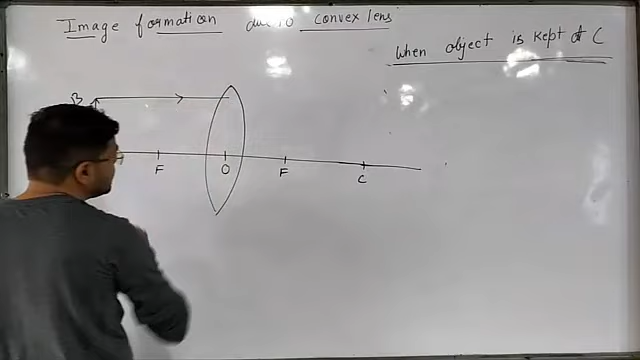 Image formation due to convex lens
When object is kept at C
B
F
O
F
C